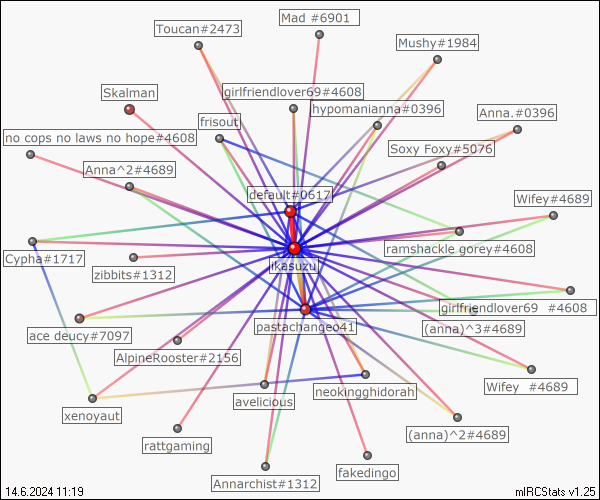 Mad #6901
Toucan#2473
Mushy#1984
Skalman
girlfriendlover69#4608
hypomanianna#0396
Anna.#0396
frisout
no cops no laws no hope#4608
Soxy Foxy#5076
Anna^2#4689
default#0617
Wifey#4689
ramshackle gorey#4608
Cypha#1717
ikasuzu
zibbits#1312
girlfriendlover69 #4608
pastachangeo41
(anna)^3#4689
ace deucy#7097
AlpineRooster#2156
Wifey #4689
neokingghidorah
avelicious
xenoyaut
(anna)^2#4689
rattgaming
fakedingo
Annarchist#1312
14.6.2024 11:19
mIRCStats v1.25